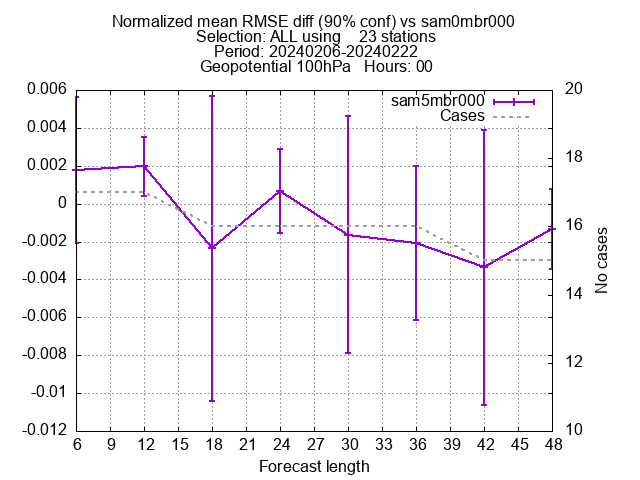 Normalized mean RMSE diff (90% conf) vs sam0mbr000
Selection: ALL using    23 stations
Period: 20240206-20240222
Geopotential 100hPa   Hours: 00
sam5mbr000
Cases
0.006
0.004
0.002
0
-0.002
-0.004
-0.006
-0.008
-0.01
-0.012
20
18
16
14
12
10
No cases
6 9 12 15 18 21 24 27 30 33 36 39 42 45 48
Forecast length